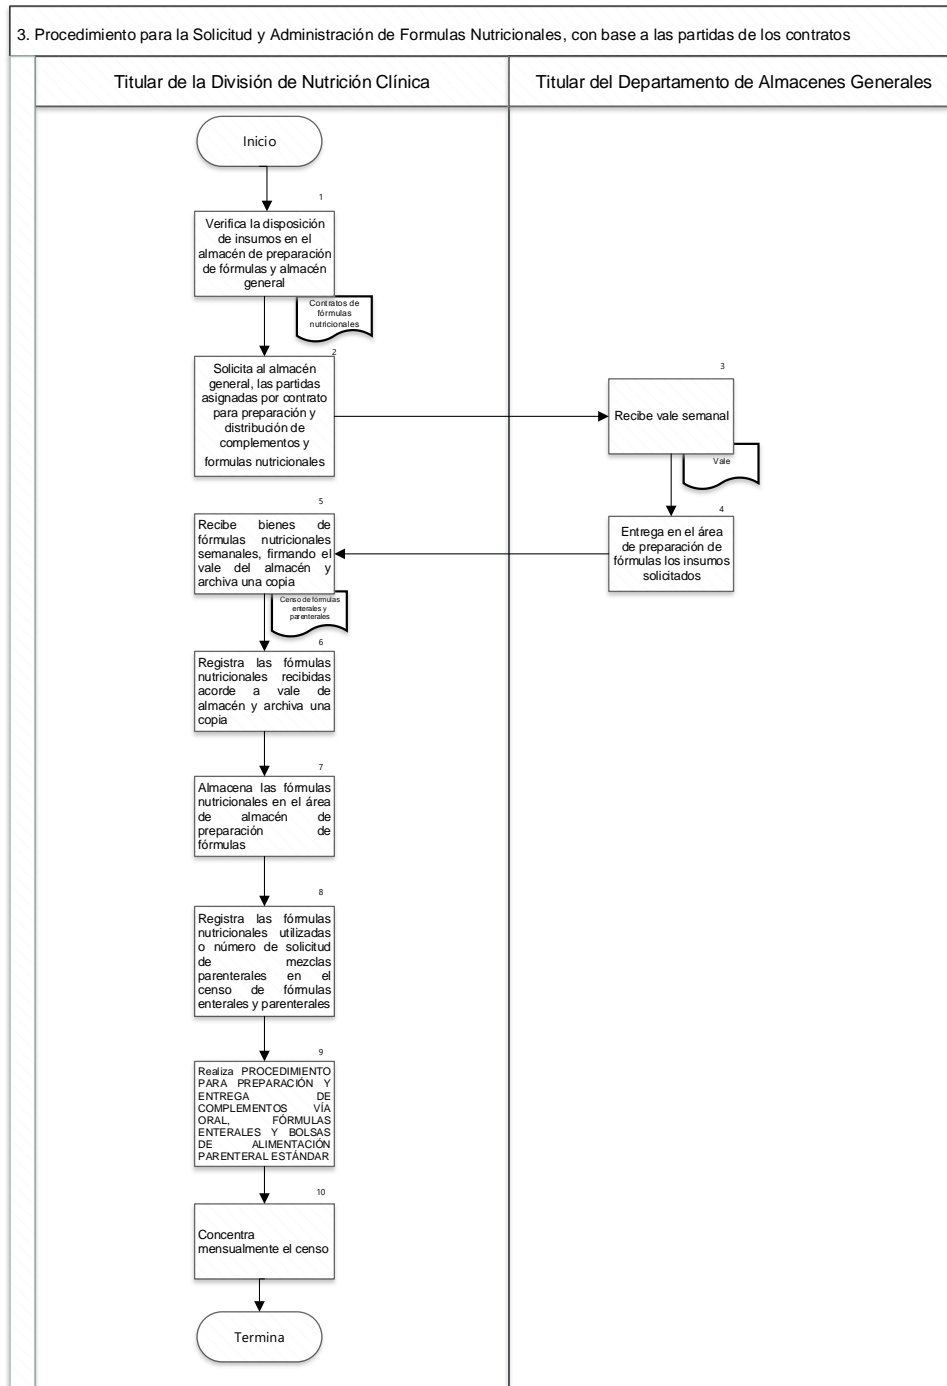 3. Procedimiento para la Solicitud y Administración de Formulas Nutricionales, con base a las partidas de los contratos
Titular de la División de Nutrición Clínica
Titular del Departamento de Almacenes Generales
Inicio
1
Verifica la disposición
de insumos en el
almacén de preparación
de fórmulas y almacén
general
Contratos de
fórmulas
nutricionales
2
Solicita al almacén
general, las partidas
asignadas por contrato
para preparación y
distribución de
complementos y
formulas nutricionales
3
Recibe vale semanal
Vale
4
Entrega en el área
de preparación de
fórmulas los insumos
solicitados
5
Recibe bienes de
fórmulas nutricionales
semanales, firmando el
vale del almacén y
archiva una copia
Censo de fórmulas
enterales y
parenterales
6
Registra las fórmulas
nutricionales recibidas
acorde a vale de
almacén y archiva una
copia
7
Almacena las fórmulas
nutricionales en el área
de almacén de
preparación de
fórmulas
8
Registra las fórmulas
nutricionales utilizadas
o número de solicitud
de mezclas
parenterales en el
censo de fórmulas
enterales y parenterales
9
Realiza PROCEDIMIENTO
PARA PREPARACIÓN Y
ENTREGA DE
COMPLEMENTOS VÍA
ORAL, FÓRMULAS
ENTERALES Y BOLSAS
DE ALIMENTACIÓN
PARENTERAL ESTÁNDAR
10
Concentra
mensualmente el censo
Termina